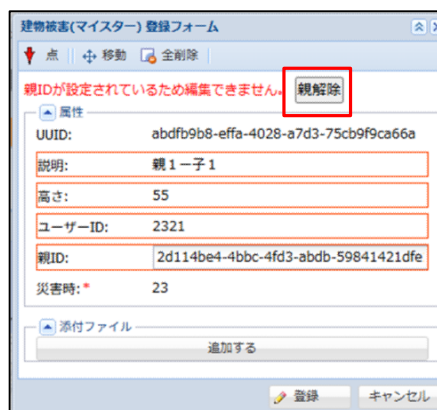 建物被害(マイスター) 登録フォーム
点 移動 全削除
親IDが設定されているため編集できません。 親解除
属性
UUID: abdfb9b8-effa-4028-a7d3-75cb9f9ca66a
説明: 親1ー子1
高さ: 55
ユーザーID: 2321
親ID: 2d114be4-4bbc-4fd3-abdb-59841421dfe
災害時:* 23
添付ファイル
追加する
登録 キャンセル